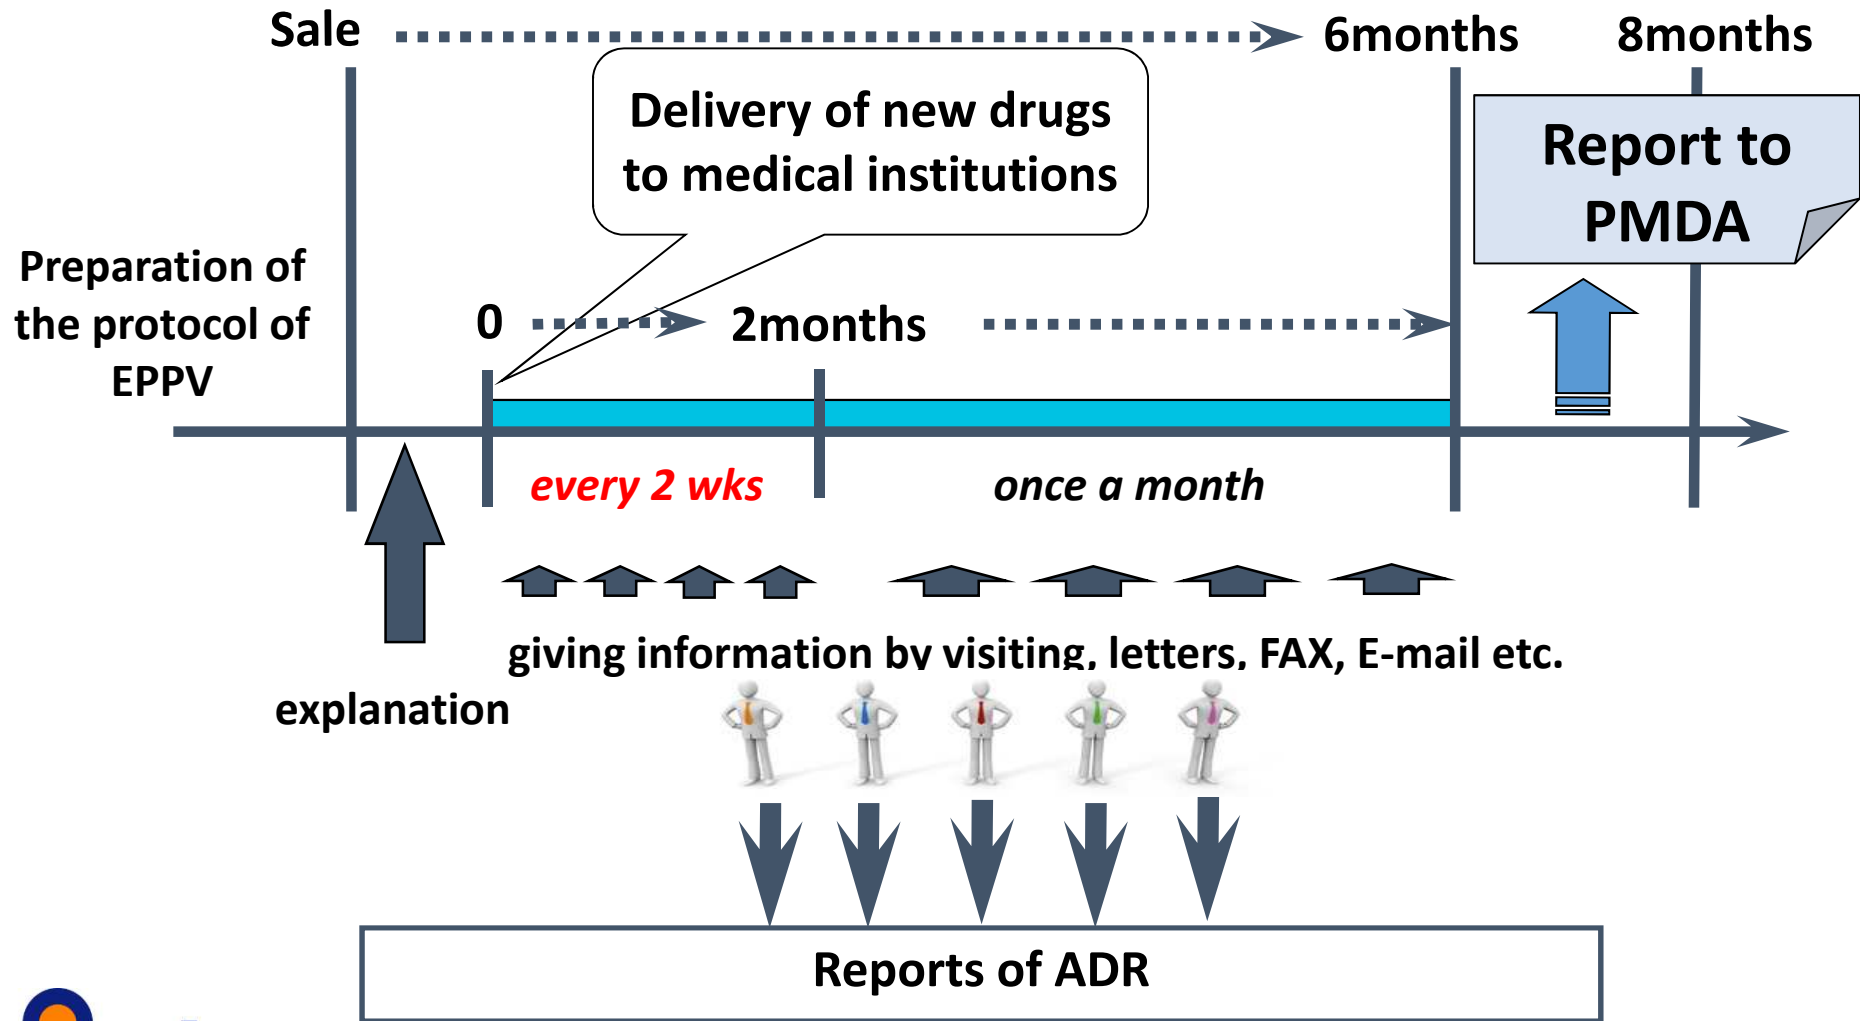 Sale
6months
8months
Delivery of new drugs
to medical institutions
Report to
PMDA
Preparation of
the protocol of
EPPV
0
2months
every 2 wks
once a month
giving information by visiting, letters, FAX, E-mail etc.
explanation
Reports of ADR